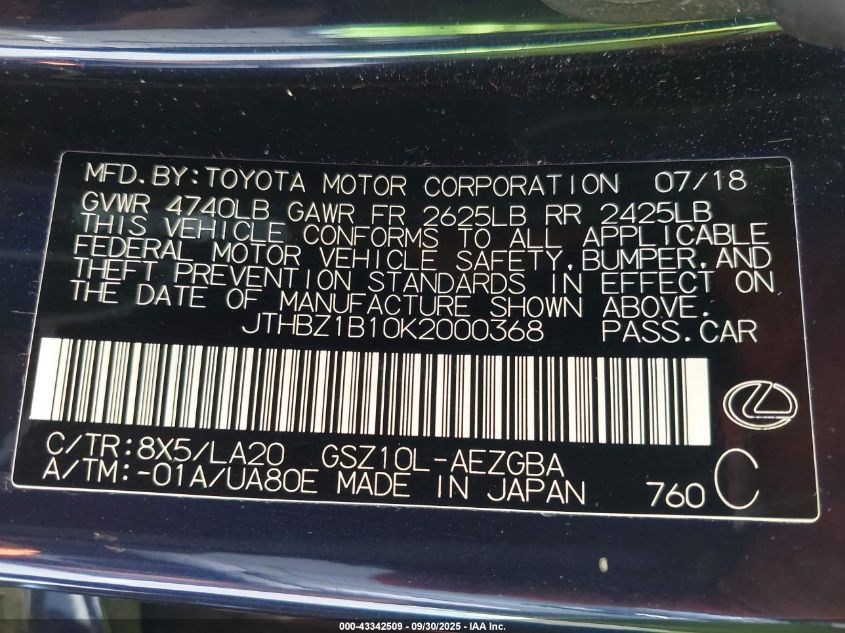 MFD.BY:TOYOTA MOTOR CORPORATION 07/18
GVWR 4740LB GAWR FR 2625LB RR 2425LB
THIS VEHICLE CONFORMS TO ALL APPLICABLE
FEDERAL MOTOR VEHICLE SAFETY,BUMPER,AND
THEFT PREVENTION STANDARDS IN EFFECT ON
THE DATE OF MANUFACTURE SHOWN ABOVE.
JTHBZ1B10K2000368 PASS.CAR
C/TR:8X5/LA20 GSZ10L-AEZGBA
A/TM:-01A/UA80E MADE IN JAPAN 760 C
000-43342509 - 09/30/2025 - IAA Inc.